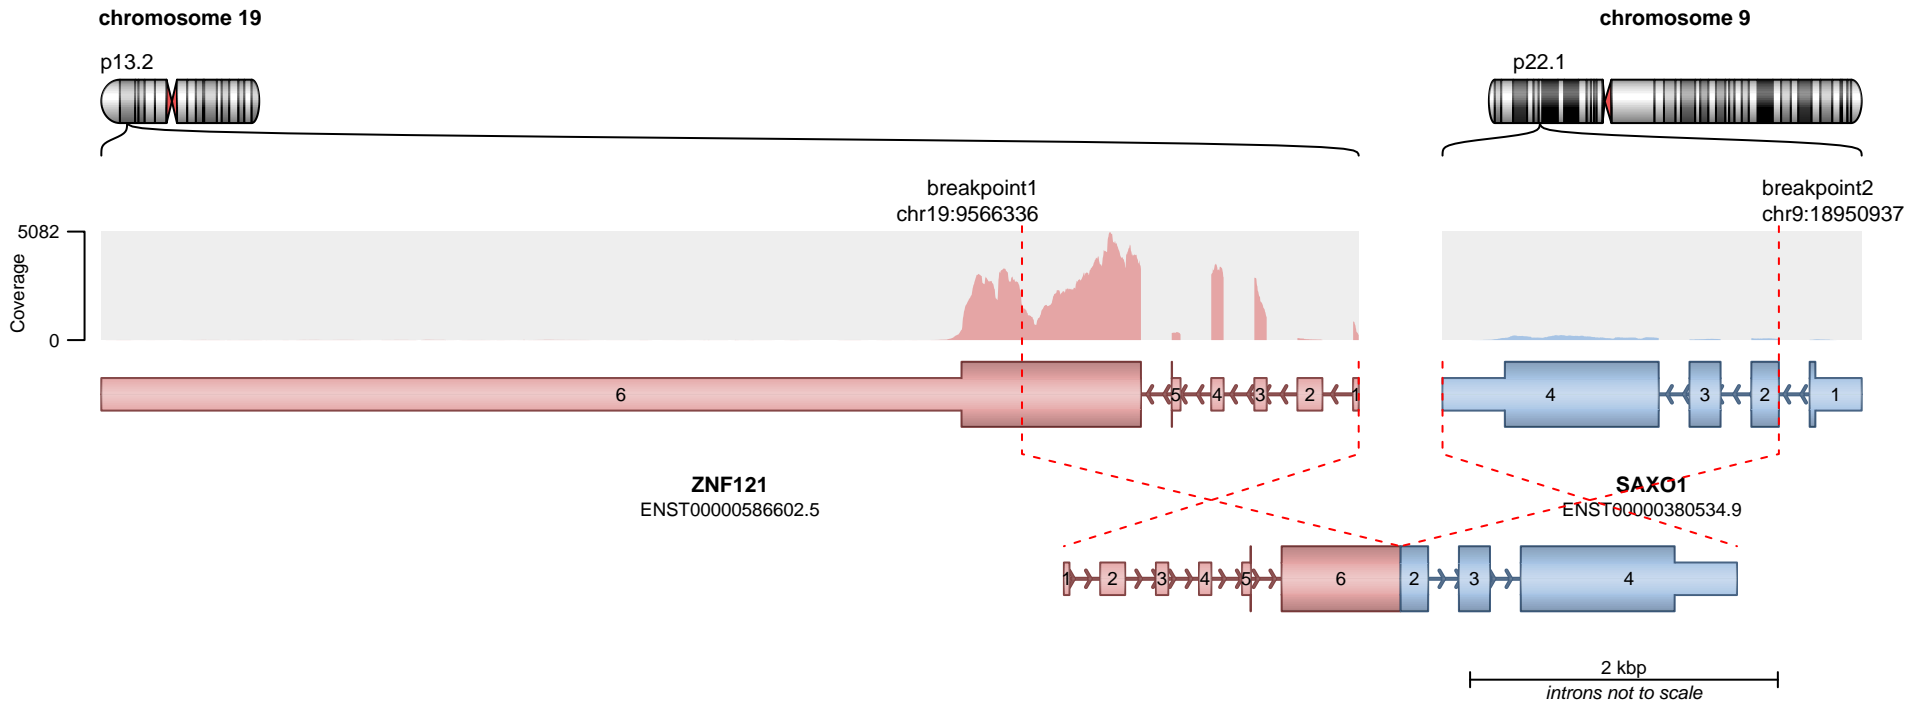 chromosome 19
chromosome 9
p13.2
p22.1
breakpoint1
chr19:9566336
breakpoint2
chr9:18950937
5082
Coverage
0
6
5
4
3
2
1
4
3
2
1
ZNF121
ENST00000586602.5
SAXO1
ENST00000380534.9
1
2
3
4
5
6
2
3
4
2 kbp
introns not to scale